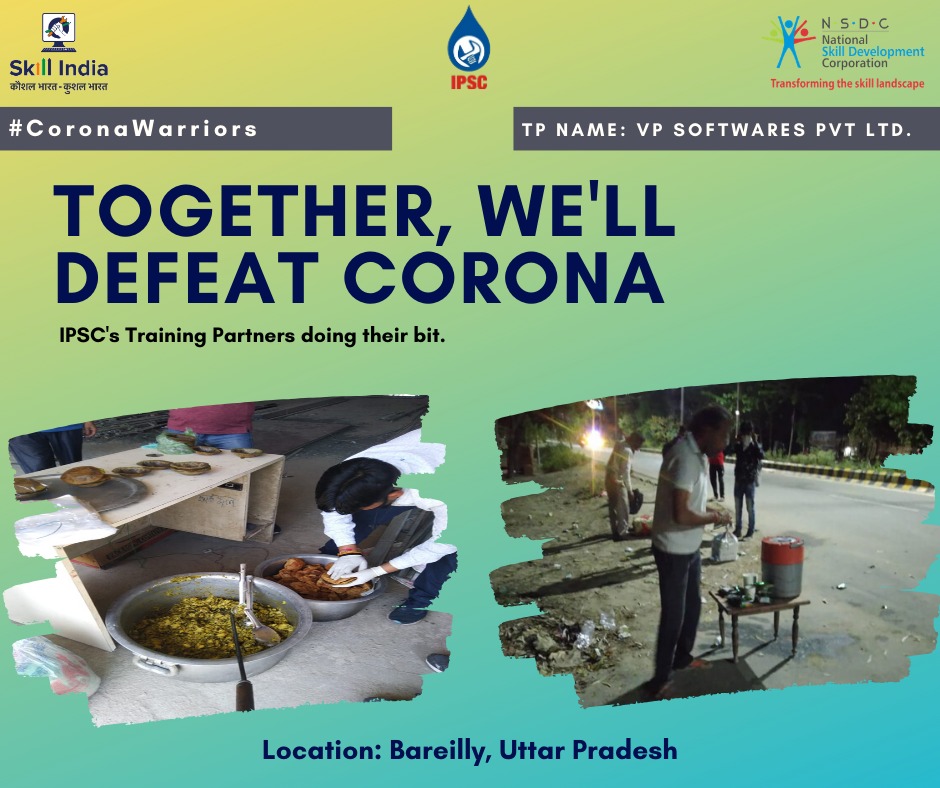 Skill India
कौशल भारत-कुशल भारत
IPSC
N·S·D·C
National
Skill Development
Corporation
Transforming the skill landscape
#CoronaWarriors
TP NAME: VP SOFTWARES PVT LTD.
TOGETHER, WE'LL
DEFEAT CORONA
IPSC's Training Partners doing their bit.
Location: Bareilly, Uttar Pradesh